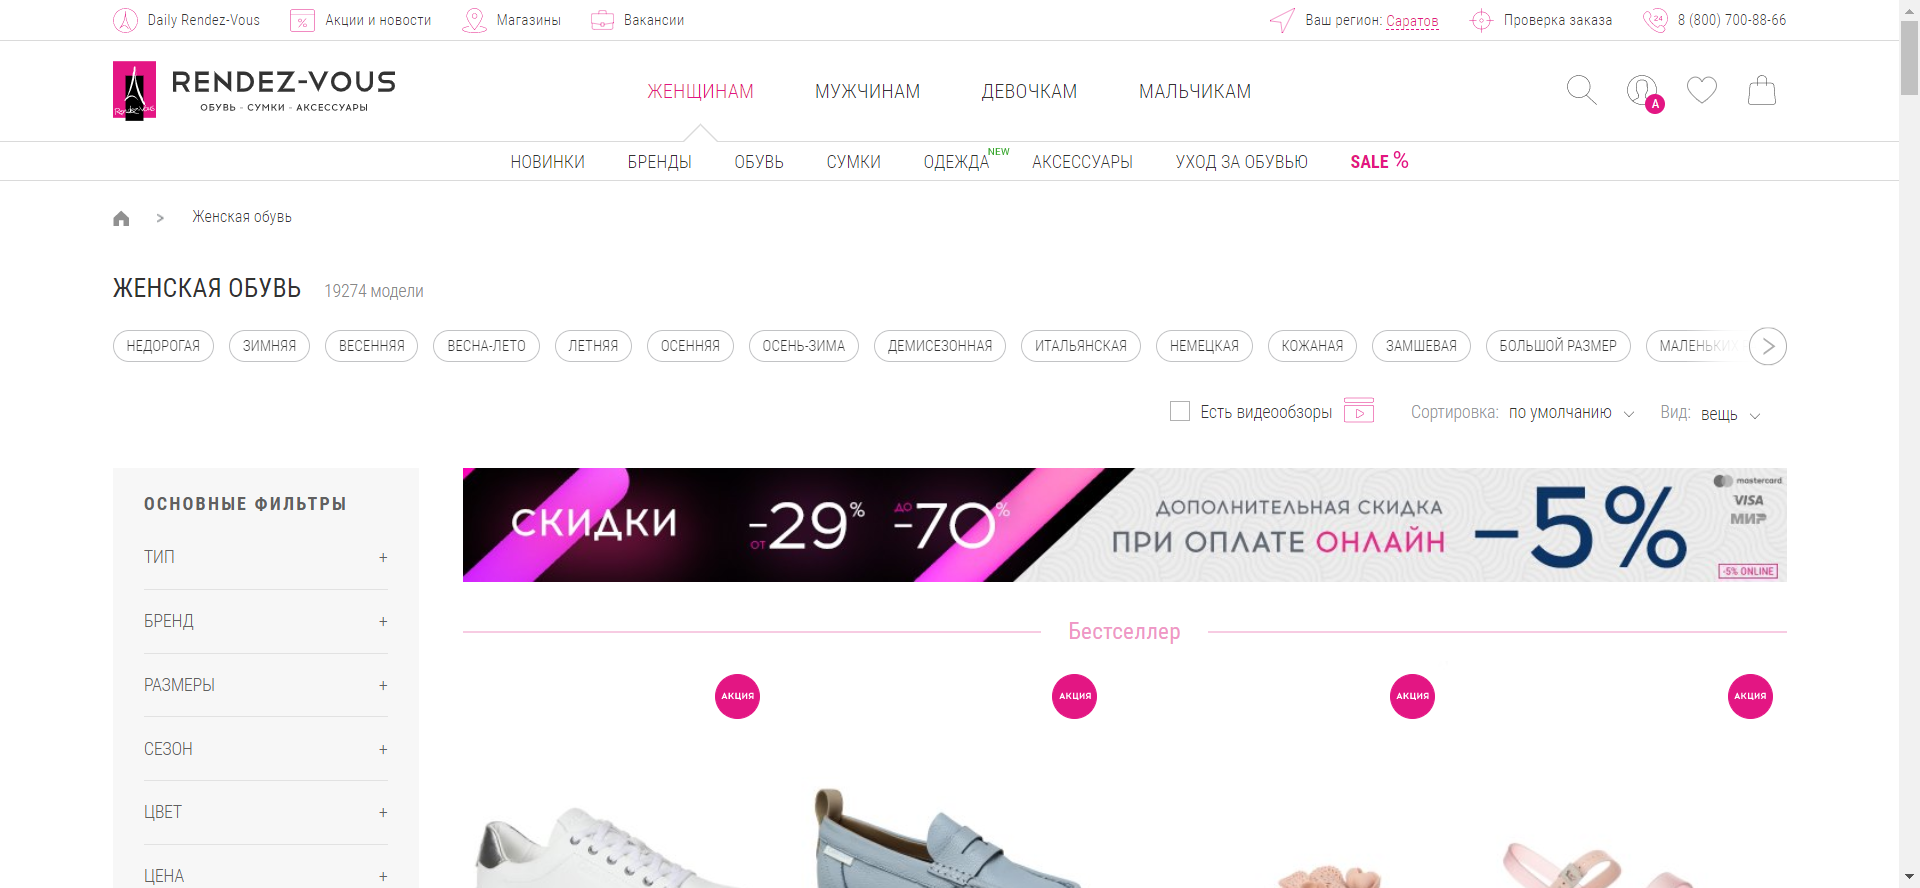 Daily Rendez-Vous Акции и новости Магазины Вакансии Ваш регион: Саратов Проверка заказа 24 8 (800) 700-88-66
Rendez-Vous RENDEZ-VOUS
ОБУВЬ - СУМКИ - АКСЕССУАРЫ
ЖЕНЩИНАМ МУЖЧИНАМ ДЕВОЧКАМ МАЛЬЧИКАМ A
НОВИНКИ БРЕНДЫ ОБУВЬ СУМКИ ОДЕЖДА NEW АКСЕССУАРЫ УХОД ЗА ОБУВЬЮ SALE %
> Женская обувь
ЖЕНСКАЯ ОБУВЬ 19274 модели
НЕДОРОГАЯ ЗИМНЯЯ ВЕСЕННЯЯ ВЕСНА-ЛЕТО ЛЕТНЯЯ ОСЕННЯЯ ОСЕНЬ-ЗИМА ДЕМИСЕЗОННАЯ ИТАЛЬЯНСКАЯ НЕМЕЦКАЯ КОЖАНАЯ ЗАМШЕВАЯ БОЛЬШОЙ РАЗМЕР МАЛЕНЬКИХ
Есть видеообзоры Сортировка: по умолчанию Вид: вещь
ОСНОВНЫЕ ФИЛЬТРЫ
ТИП +
БРЕНД +
РАЗМЕРЫ +
СЕЗОН +
ЦВЕТ +
ЦЕНА +
СКИДКИ ОТ -29% ДО -70%
ДОПОЛНИТЕЛЬНАЯ СКИДКА
ПРИ ОПЛАТЕ ОНЛАЙН
-5%
mastercard
VISA
МИР
-5% ONLINE
Бестселлер
АКЦИЯ АКЦИЯ АКЦИЯ АКЦИЯ